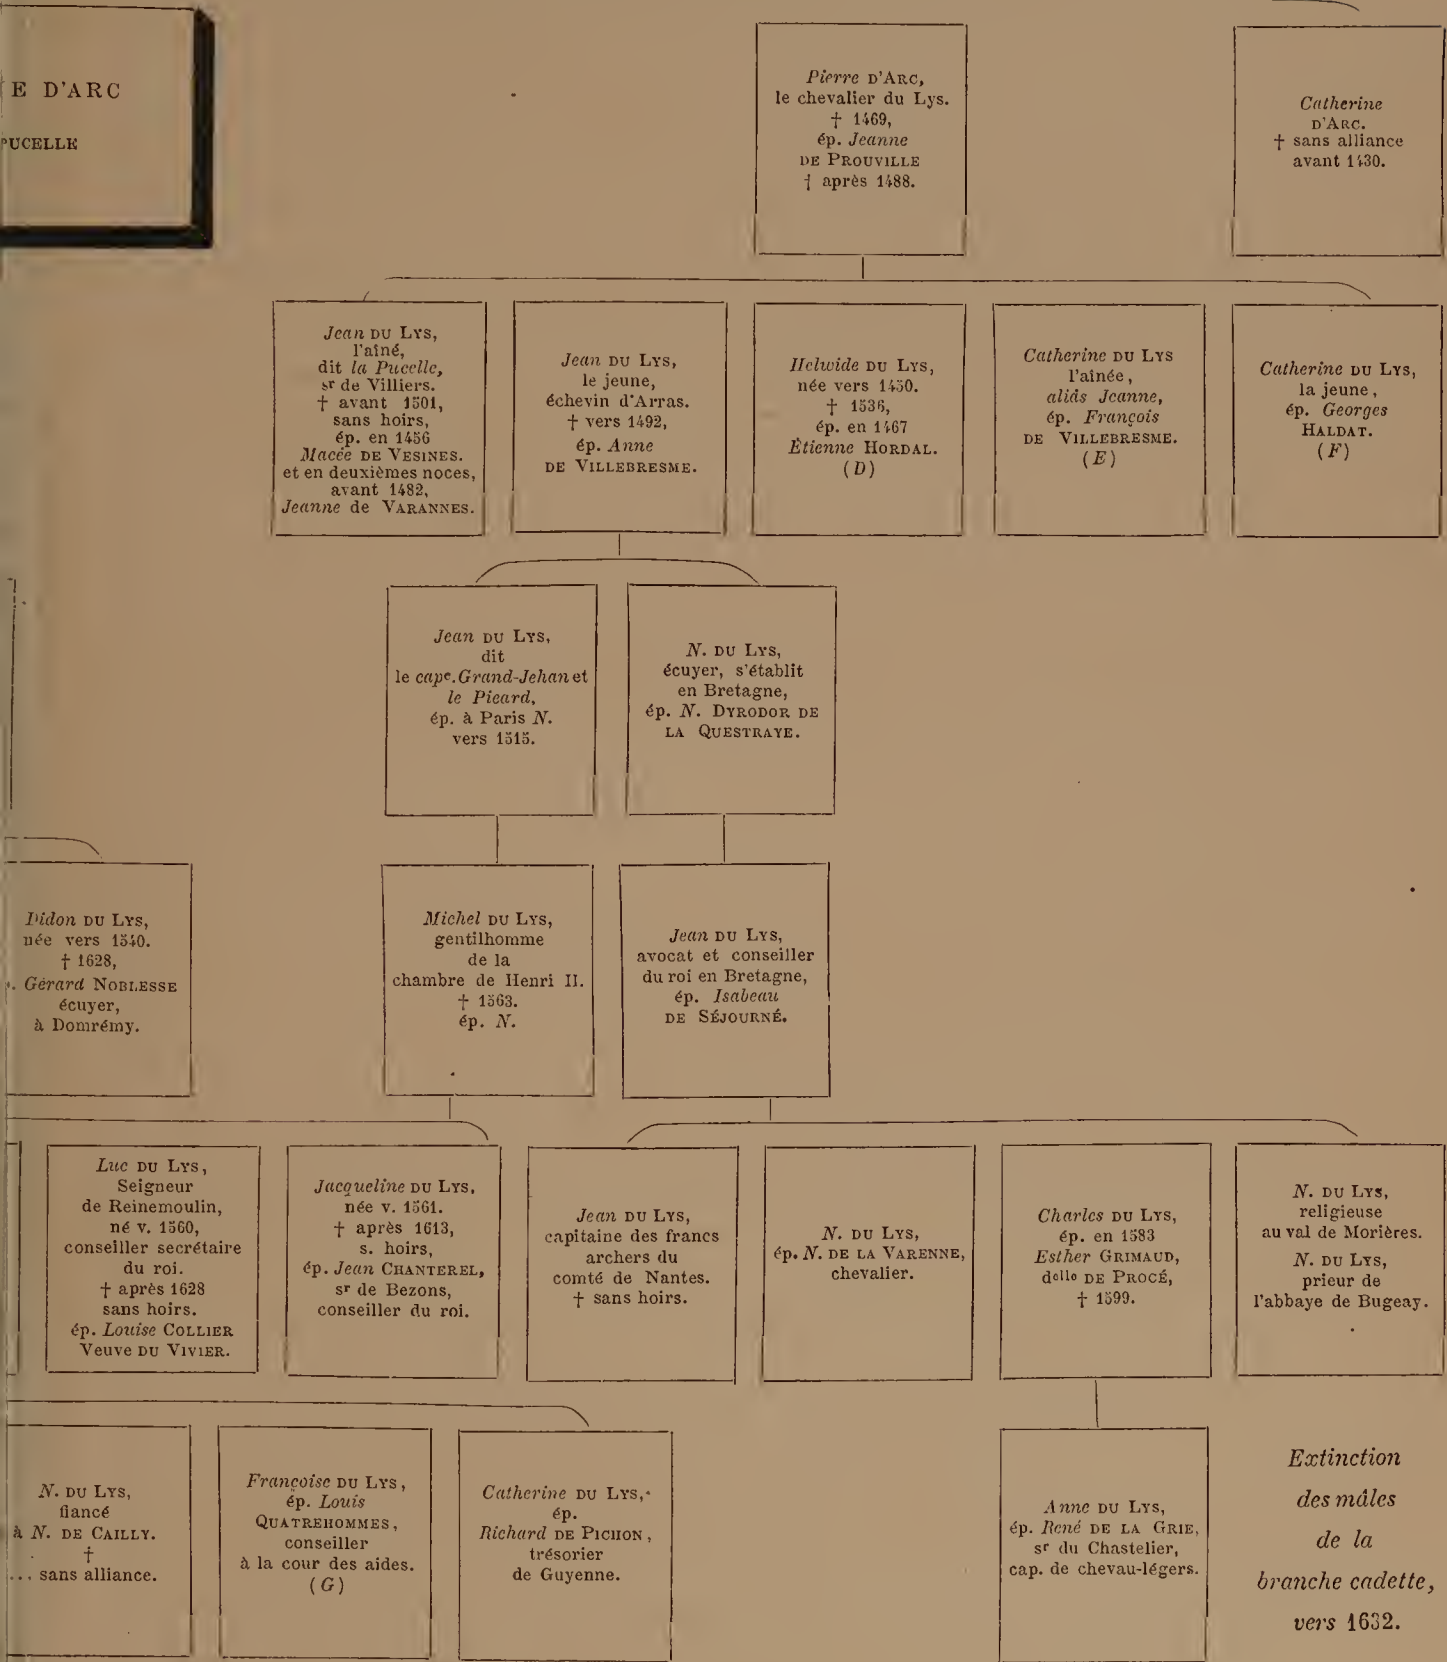 E D'ARC
PUCELLE
Pierre D'ARC,
le chevalier du Lys.
† 1469,
ép. Jeanne
DE PROUVILLE
† après 1488.
Catherine
D'ARC.
† sans alliance
avant 1430.
Jean DU LYS,
l'aîné,
dit la Pucelle,
sr de Villiers.
† avant 1501,
sans hoirs,
ép. en 1456
Macée DE VESINES.
et en deuxièmes noces,
avant 1482,
Jeanne de VARANNES.
Jean DU LYS,
le jeune,
échevin d'Arras.
† vers 1492,
ép. Anne
DE VILLEBRESME.
Helwide DU LYS,
née vers 1450.
† 1536,
ép. en 1467
Étienne HORDAL.
(D)
Catherine DU LYS
l'aînée,
aliàs Jeanne,
ép. François
DE VILLEBRESME.
(E)
Catherine DU LYS,
la jeune,
ép. Georges
HALDAT.
(F)
Jean DU LYS,
dit
le cape. Grand-Jehan et
le Picard,
ép. à Paris N.
vers 1515.
N. DU LYS,
écuyer, s'établit
en Bretagne,
ép. N. DYRODOR DE
LA QUESTRAYE.
Didon DU LYS,
née vers 1540.
† 1628,
. Gérard NOBLESSE
écuyer,
à Domrémy.
Michel DU LYS,
gentilhomme
de la
chambre de Henri II.
† 1563.
ép. N.
Jean DU LYS,
avocat et conseiller
du roi en Bretagne,
ép. Isabeau
DE SÉJOURNÉ.
Luc DU LYS,
Seigneur
de Reinemoulin,
né v. 1560,
conseiller secrétaire
du roi.
† après 1628
sans hoirs.
ép. Louise COLLIER
Veuve DU VIVIER.
Jacqueline DU LYS,
née v. 1561.
† après 1613,
s. hoirs,
ép. Jean CHANTEREL,
sr de Bezons,
conseiller du roi.
Jean DU LYS,
capitaine des francs
archers du
comté de Nantes.
† sans hoirs.
N. DU LYS,
ép. N. DE LA VARENNE,
chevalier.
Charles DU LYS,
ép. en 1583
Esther GRIMAUD,
delle DE PROCÉ,
† 1599.
N. DU LYS,
religieuse
au val de Morières.
N. DU LYS,
prieur de
l'abbaye de Bugeay.
N. DU LYS,
fiancé
à N. DE CAILLY.
†
... sans alliance.
Françoise DU LYS,
ép. Louis
QUATREHOMMES,
conseiller
à la cour des aides.
(G)
Catherine DU LYS,
ép.
Richard DE PICHON,
trésorier
de Guyenne.
Anne DU LYS,
ép. René DE LA GRIE,
sr du Chastelier,
cap. de chevau-légers.
Extinction
des mâles
de la
branche cadette,
vers 1632.